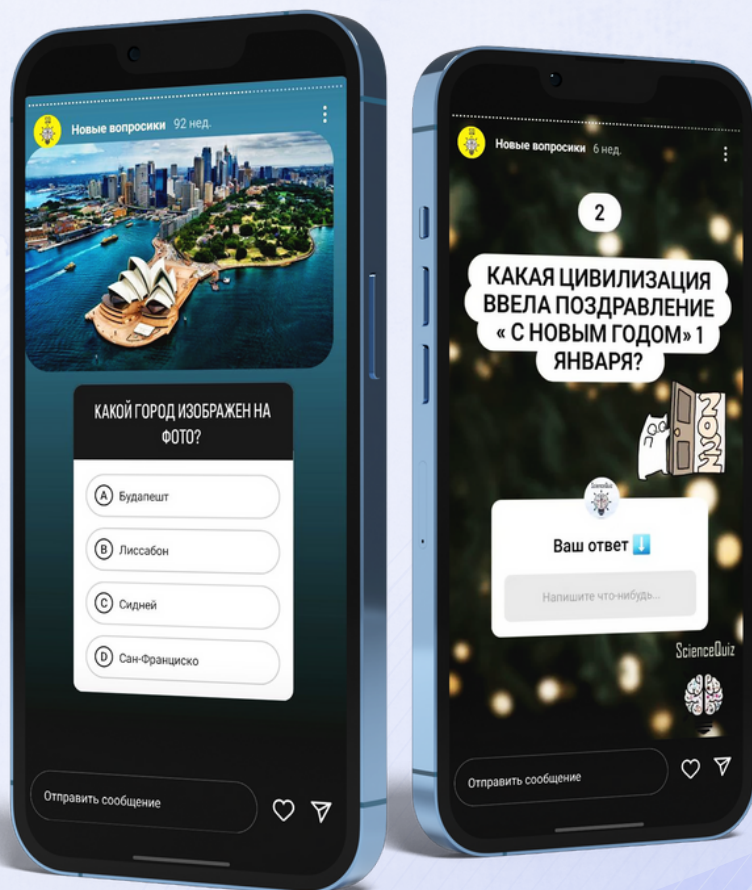 Новые вопросики 92 нед.
КАКОЙ ГОРОД ИЗОБРАЖЕН НА
ФОТО?
A Будапешт
B Лиссабон
C Сидней
D Сан-Франциско
Отправить сообщение
Новые вопросики 6 нед.
2
КАКАЯ ЦИВИЛИЗАЦИЯ
ВВЕЛА ПОЗДРАВЛЕНИЕ
« С НОВЫМ ГОДОМ» 1
ЯНВАРЯ?
ScienceQuiz
Ваш ответ
Напишите что-нибудь...
ScienceQuiz
Отправить сообщение